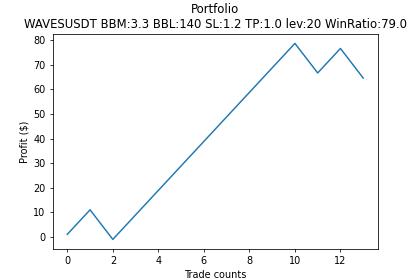 Portfolio
WAVESUSDT BBM:3.3 BBL:140 SL:1.2 TP:1.0 lev:20 WinRatio:79.0
80
70
60
50
40
30
20
10
0
Profit ($)
0 2 4 6 8 10 12
Trade counts